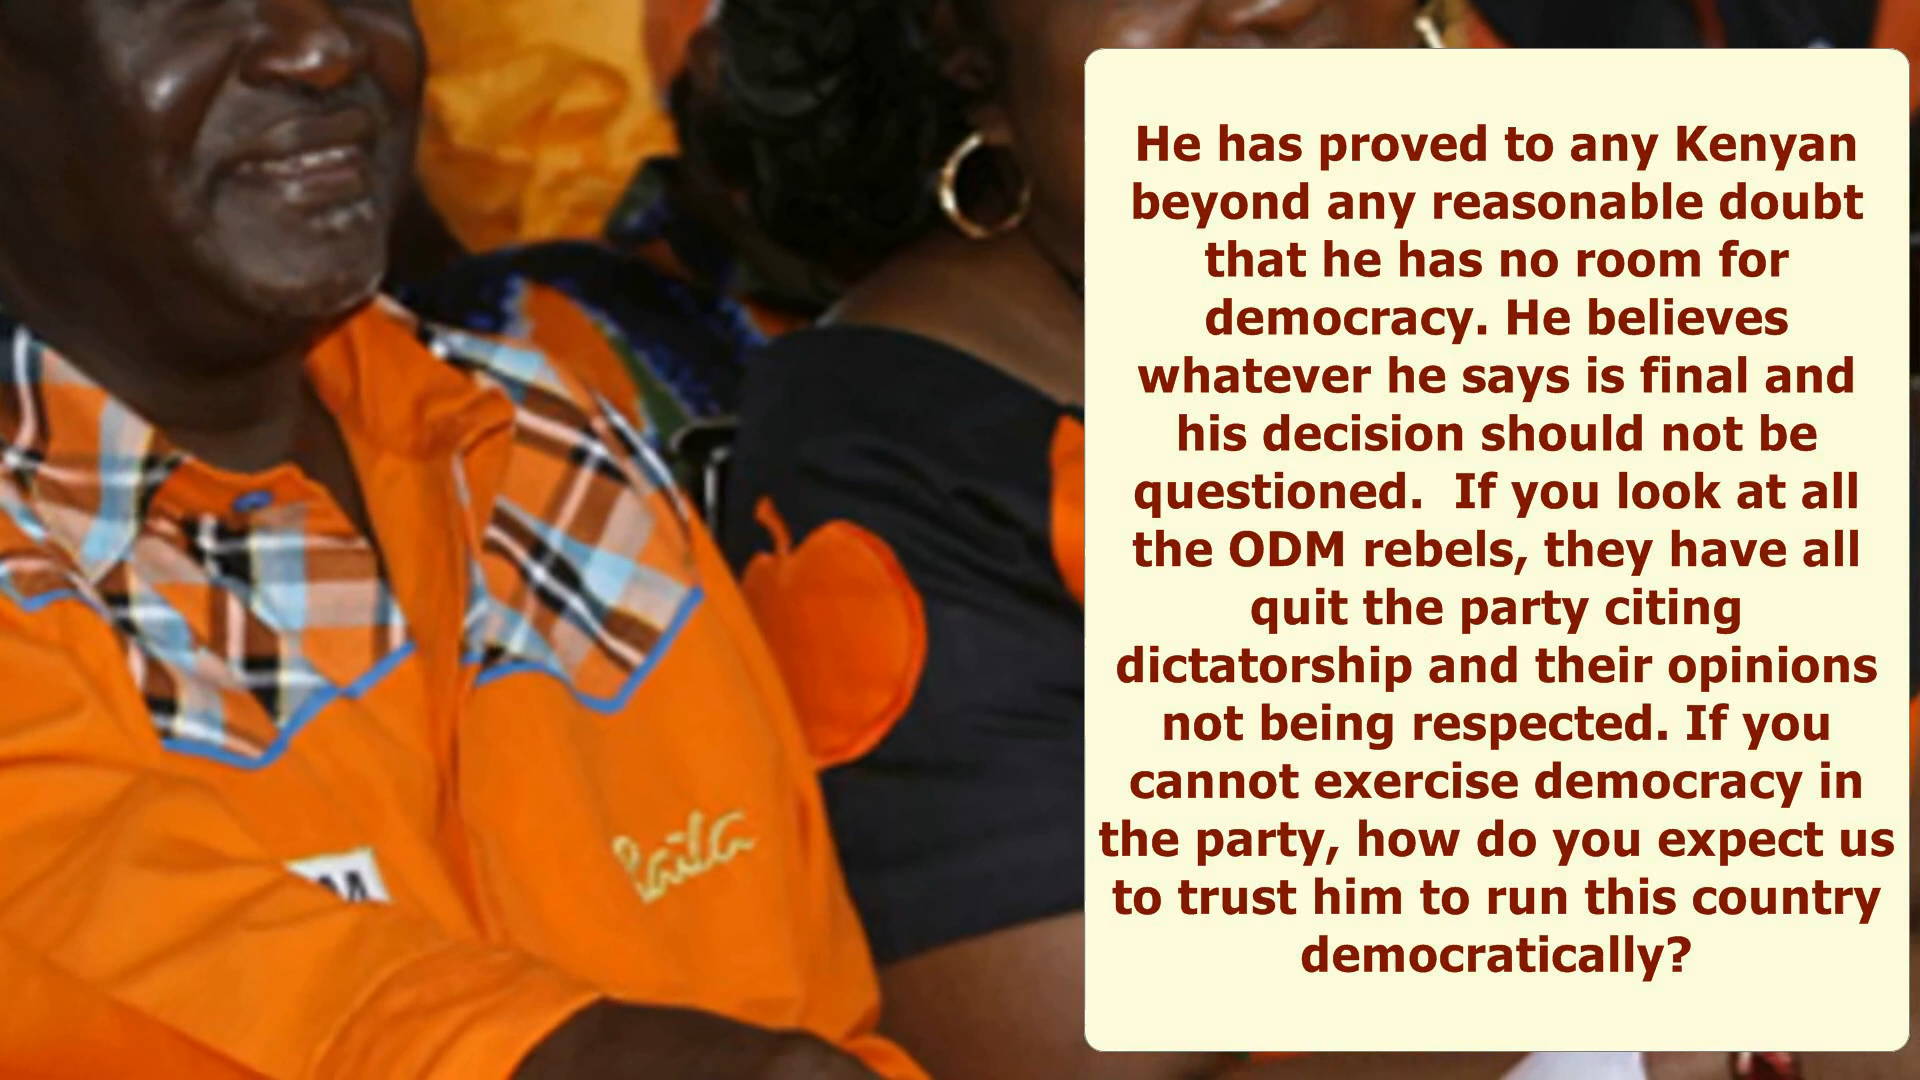 He has proved to any Kenyan
beyond any reasonable doubt
that he has no room for
democracy. He believes
whatever he says is final and
his decision should not be
questioned.  If you look at all
the ODM rebels, they have all
quit the party citing
dictatorship and their opinions
not being respected. If you
cannot exercise democracy in
the party, how do you expect us
to trust him to run this country
democratically?
Raila